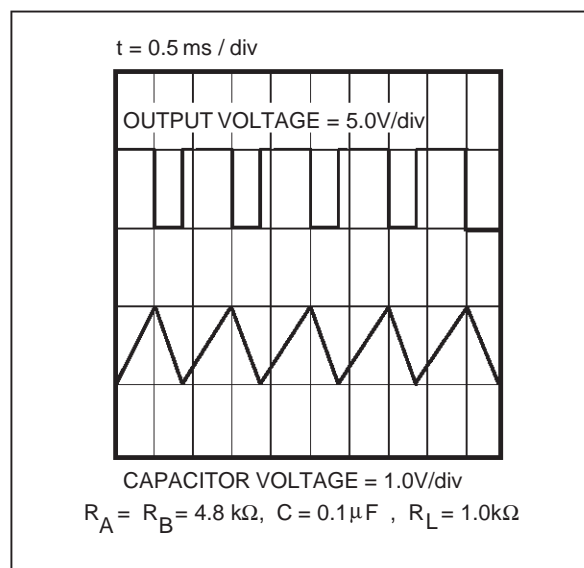 t = 0.5 ms / div
OUTPUT VOLTAGE = 5.0V/div
CAPACITOR VOLTAGE = 1.0V/div
R_A = R_B = 4.8 kΩ, C = 0.1 µF , R_L = 1.0kΩ